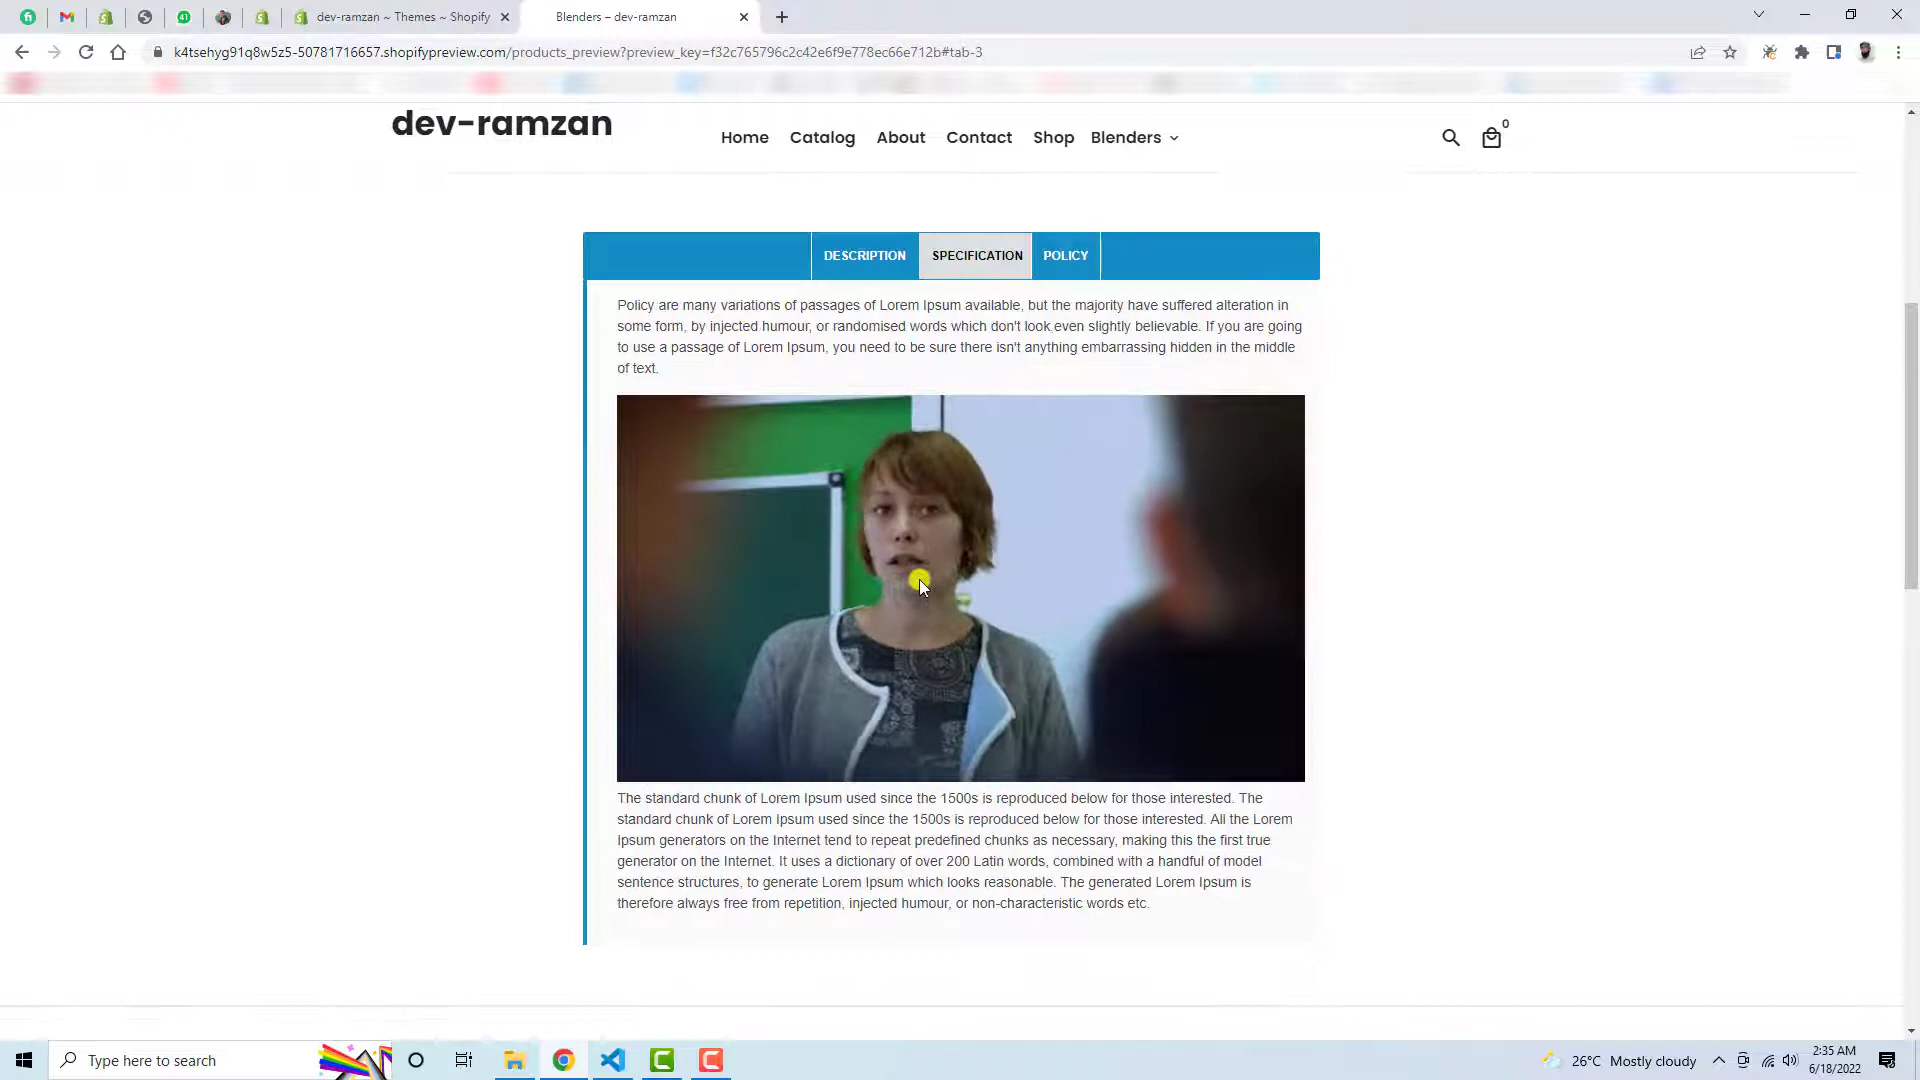 41
dev-ramzan ~ Themes ~ Shopify
Blenders – dev-ramzan
k4tsehyg91q8w5z5-50781716657.shopifypreview.com/products_preview?preview_key=f32c765796c2c42e6f9e778ec66e712b#tab-3
dev-ramzan
Home
Catalog
About
Contact
Shop
Blenders
0
DESCRIPTION
SPECIFICATION
POLICY
Policy are many variations of passages of Lorem Ipsum available, but the majority have suffered alteration in
some form, by injected humour, or randomised words which don't look even slightly believable. If you are going
to use a passage of Lorem Ipsum, you need to be sure there isn't anything embarrassing hidden in the middle
of text.
The standard chunk of Lorem Ipsum used since the 1500s is reproduced below for those interested. The
standard chunk of Lorem Ipsum used since the 1500s is reproduced below for those interested. All the Lorem
Ipsum generators on the Internet tend to repeat predefined chunks as necessary, making this the first true
generator on the Internet. It uses a dictionary of over 200 Latin words, combined with a handful of model
sentence structures, to generate Lorem Ipsum which looks reasonable. The generated Lorem Ipsum is
therefore always free from repetition, injected humour, or non-characteristic words etc.
Type here to search
26°C Mostly cloudy
2:35 AM
6/18/2022